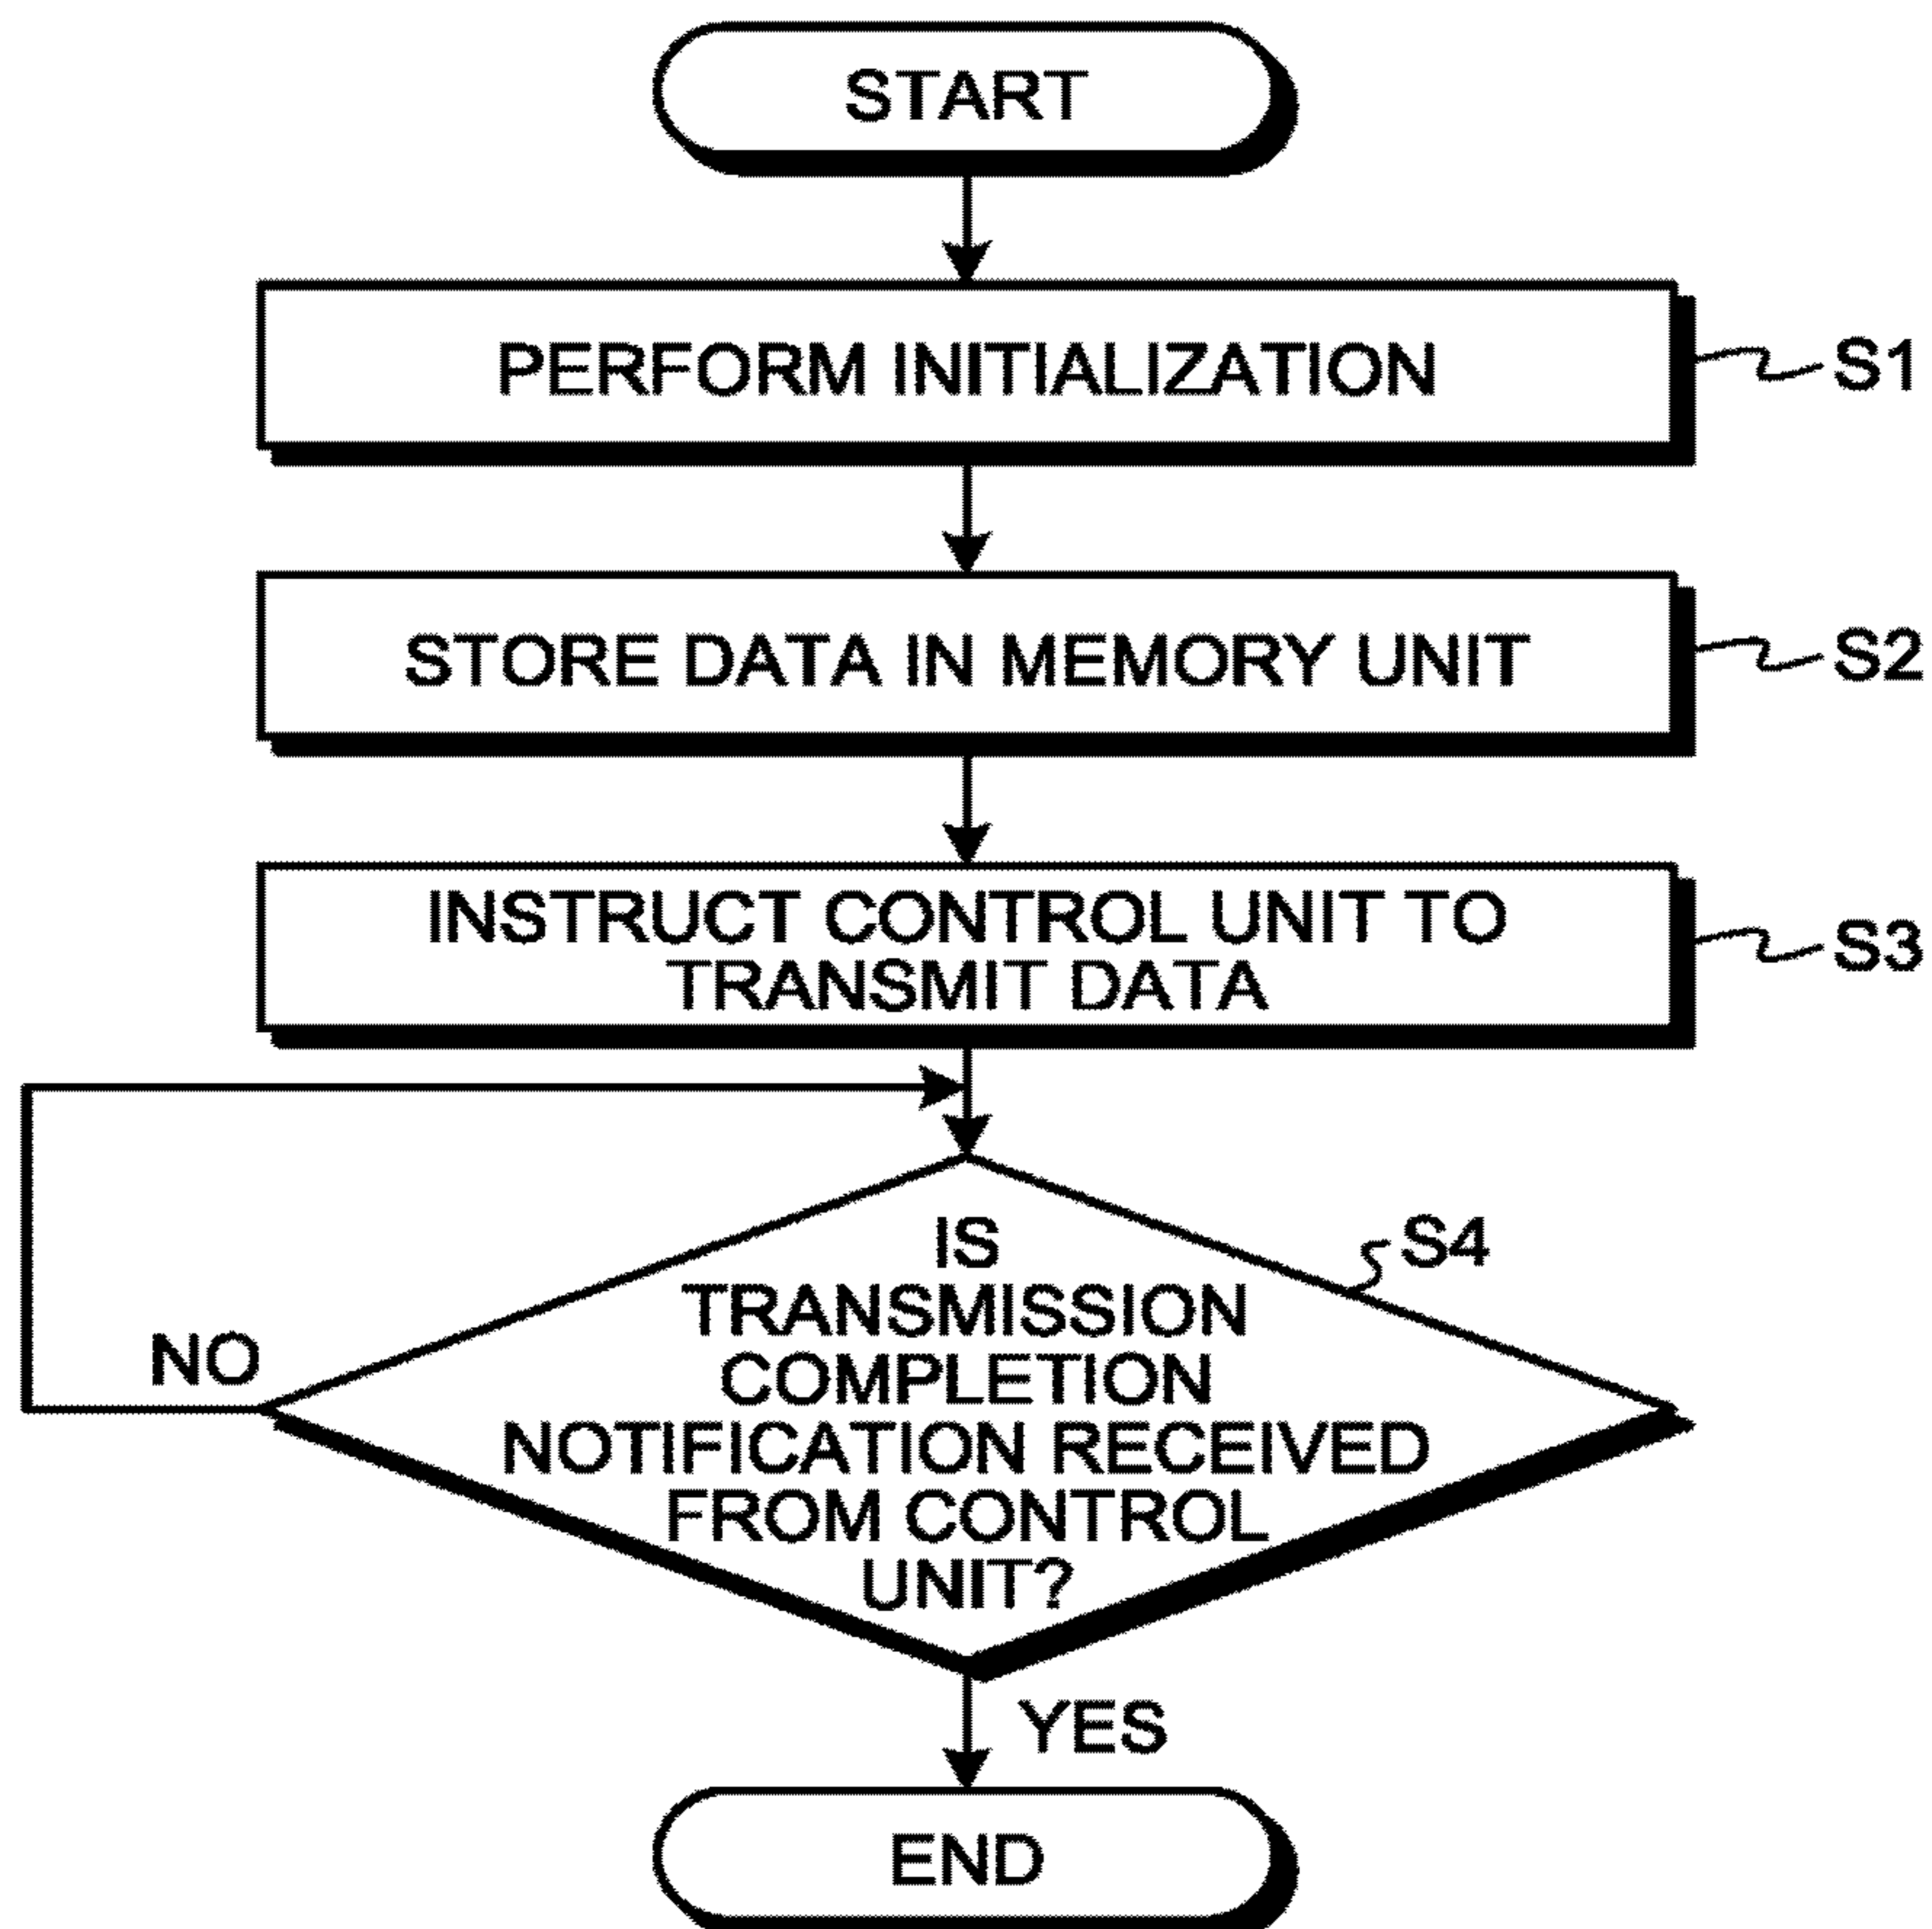 START
PERFORM INITIALIZATION
S1
STORE DATA IN MEMORY UNIT
S2
INSTRUCT CONTROL UNIT TO
TRANSMIT DATA
S3
IS
TRANSMISSION
COMPLETION
NOTIFICATION RECEIVED
FROM CONTROL
UNIT?
S4
NO
YES
END